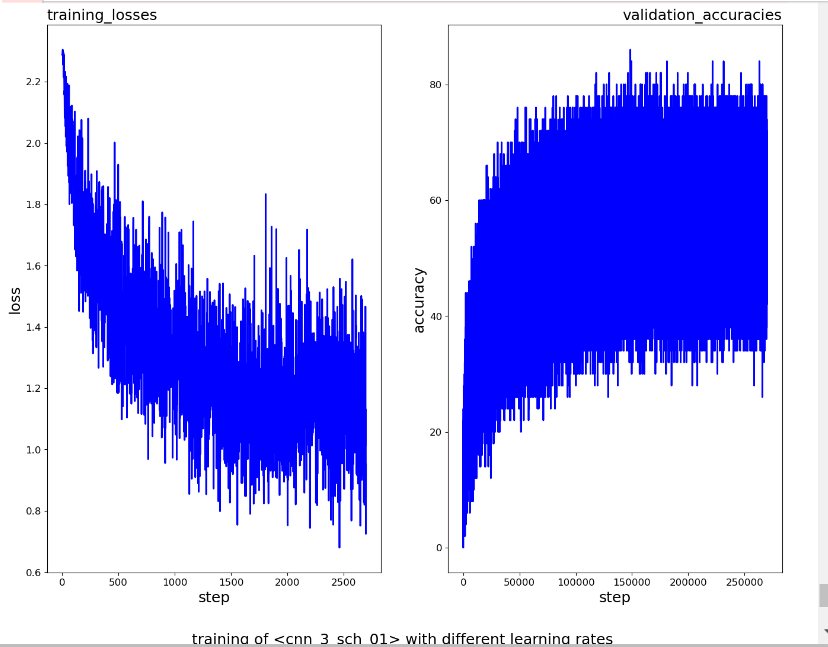 training_losses
validation_accuracies
2.2
2.0
1.8
1.6
1.4
1.2
1.0
0.8
0.6
loss
0 500 1000 1500 2000 2500
step
80
60
40
20
0
accuracy
0 50000 100000 150000 200000 250000
step
training of <cnn_3_sch_01> with different learning rates